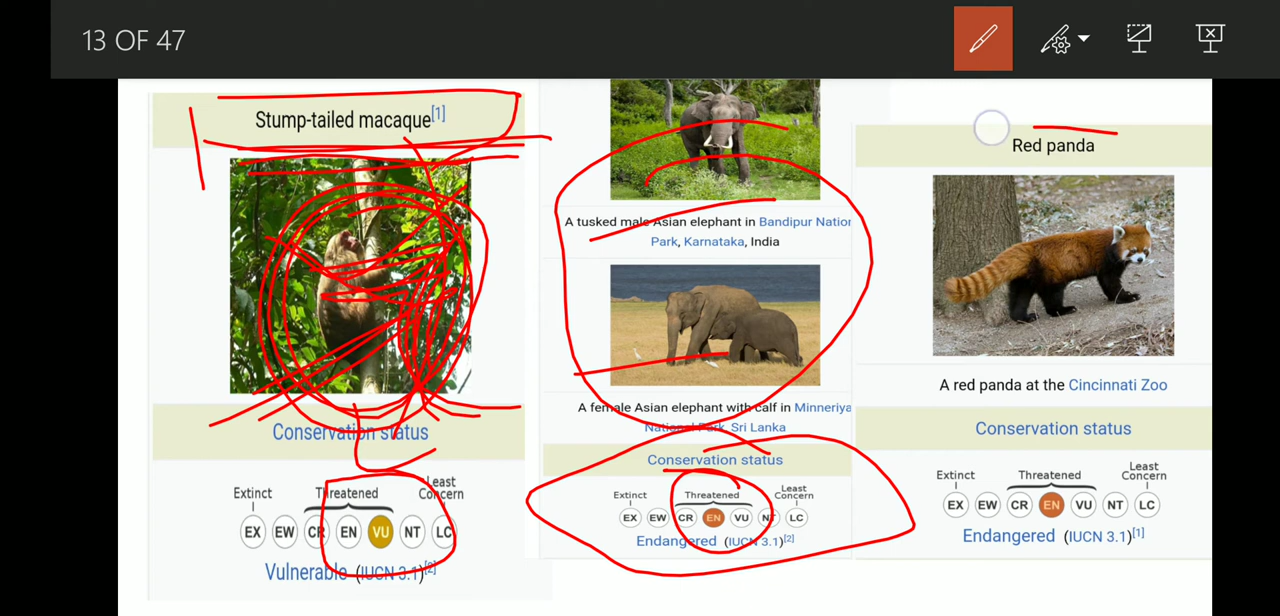 13 OF 47
Stump-tailed macaque[1]
Conservation status
Extinct
Threatened
Least
Concern
EX EW CR EN VU NT LC
Vulnerable (IUCN 3.1)[2]
A tusked male Asian elephant in Bandipur Nation
Park, Karnataka, India
A female Asian elephant with calf in Minneriya
National Park, Sri Lanka
Conservation status
Extinct
Threatened
Least
Concern
EX EW CR EN VU NT LC
Endangered (IUCN 3.1)[2]
Red panda
A red panda at the Cincinnati Zoo
Conservation status
Extinct
Threatened
Least
Concern
EX EW CR EN VU NT LC
Endangered (IUCN 3.1)[1]